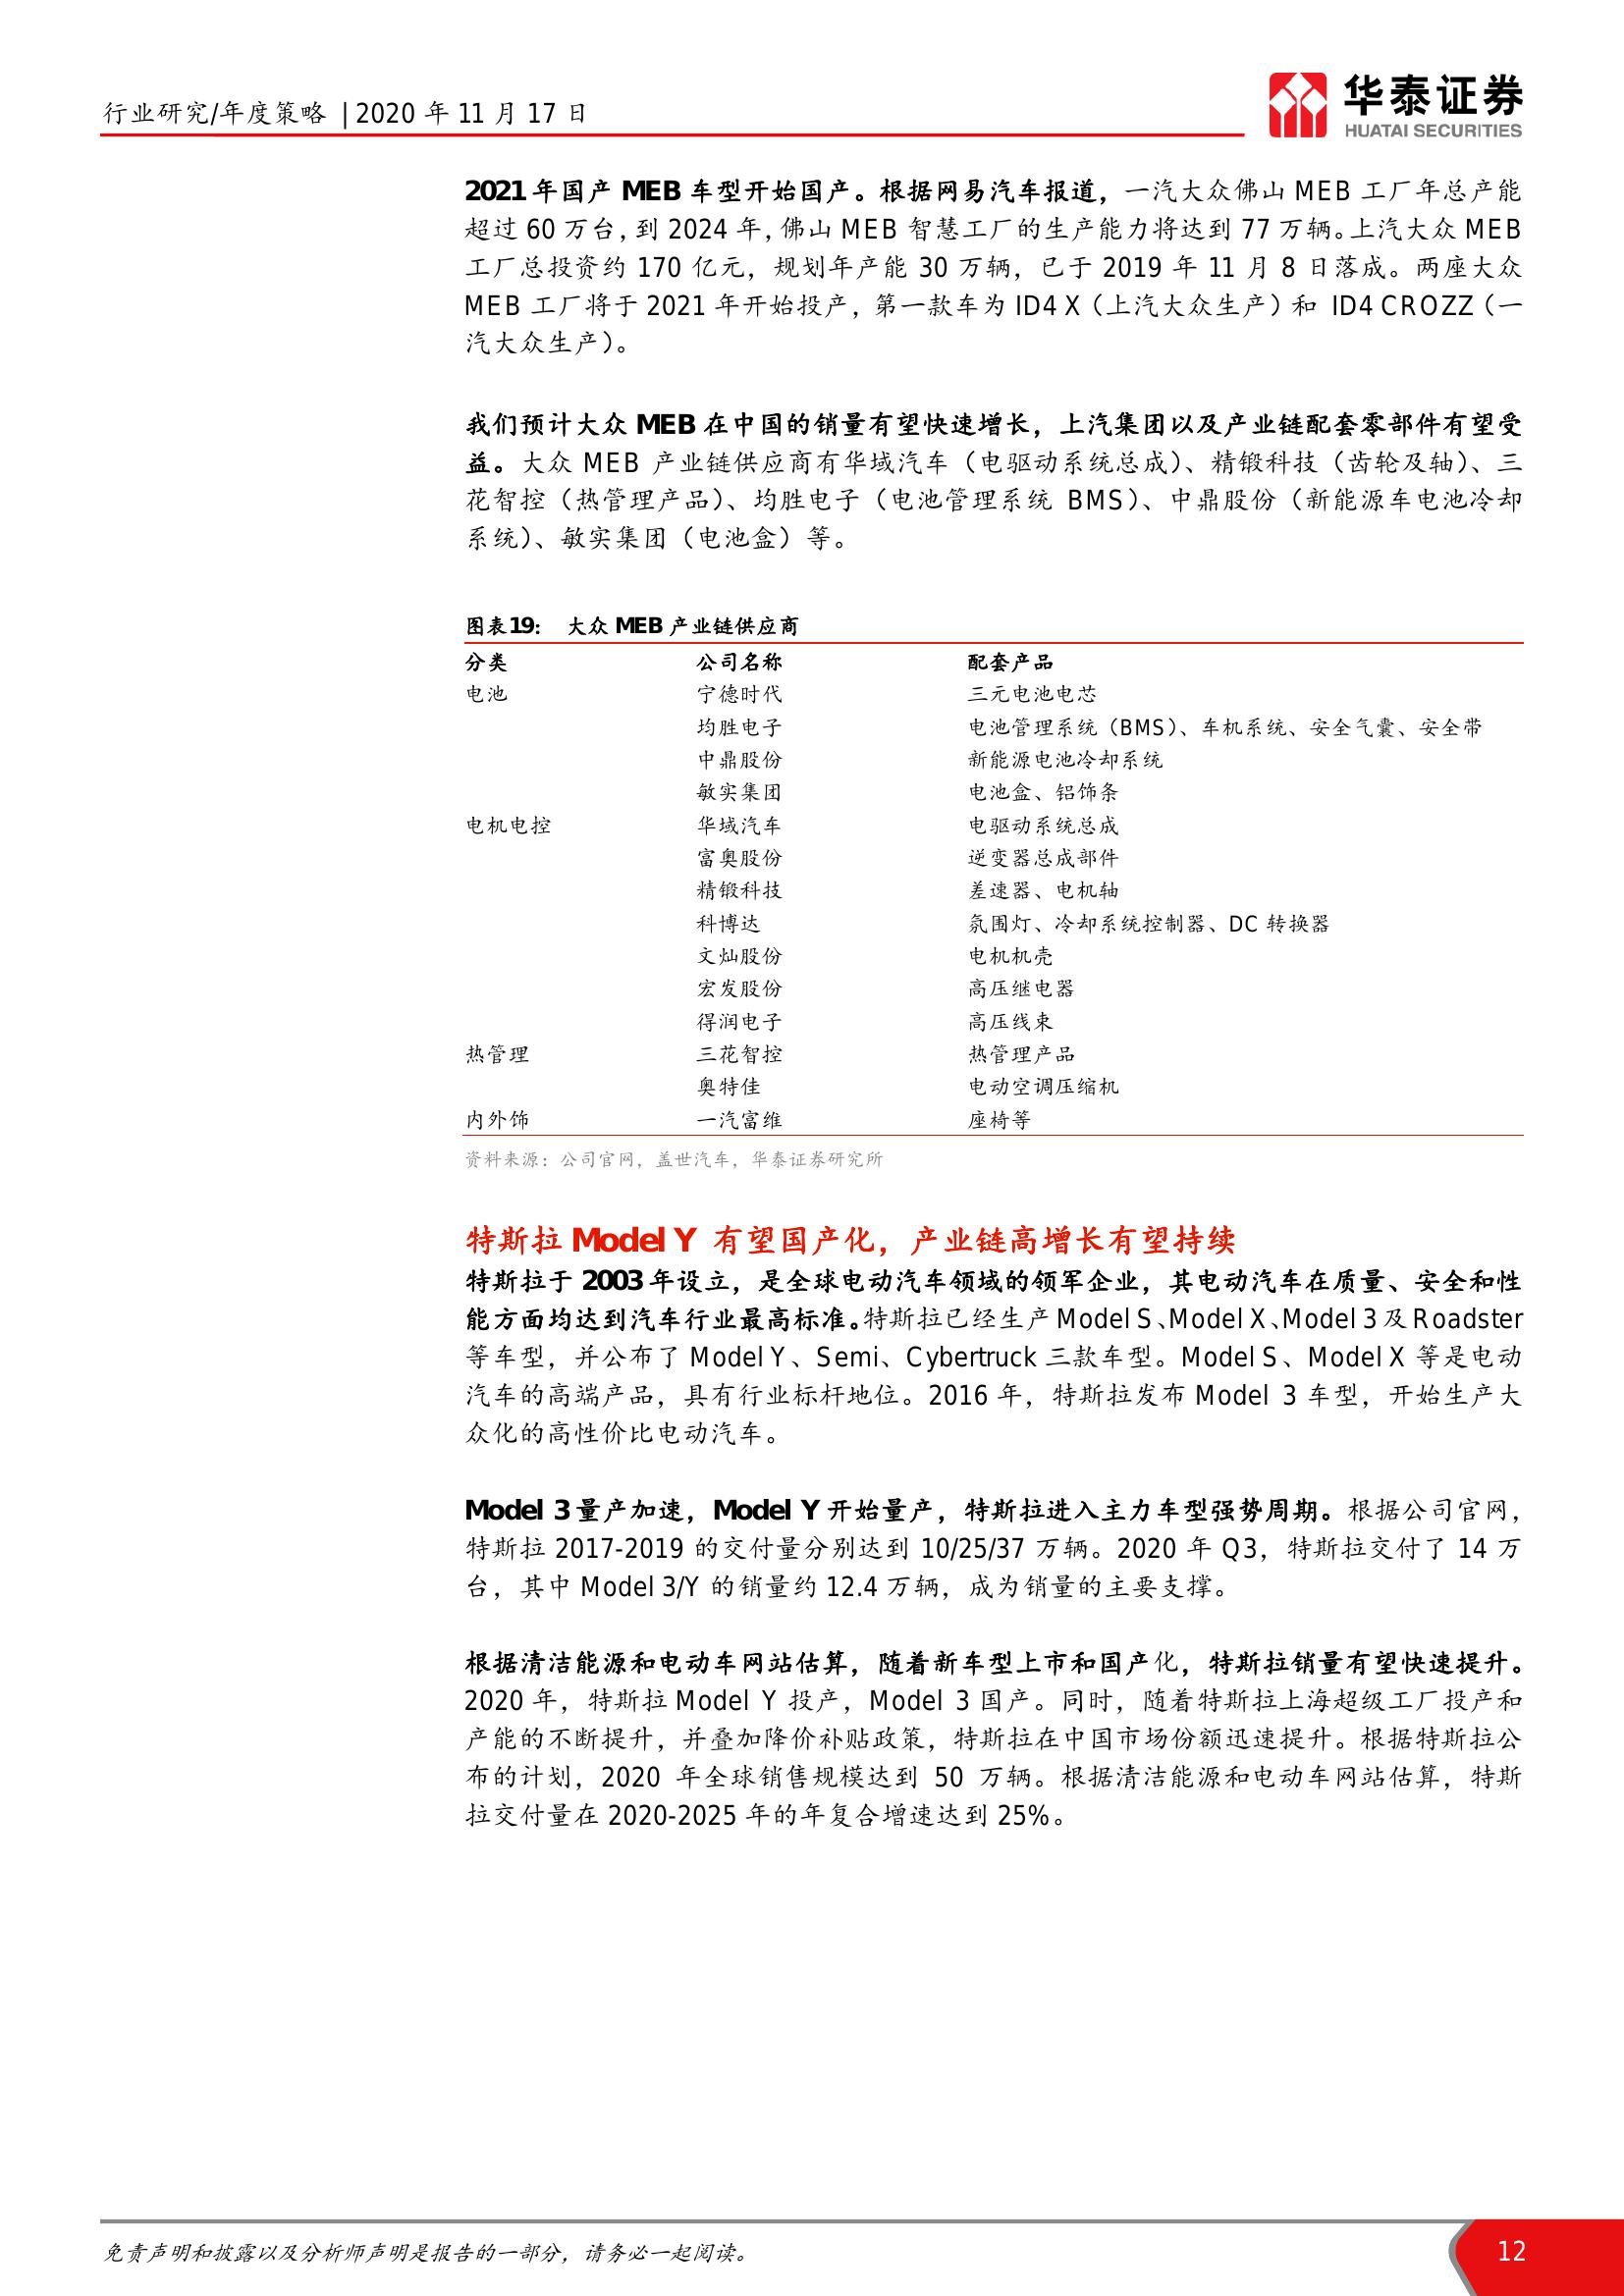 行业研究/年度策略 | 2020 年 11 月 17 日
华泰证券
HUATAI SECURITIES
2021 年国产 MEB 车型开始国产。根据网易汽车报道，一汽大众佛山 MEB 工厂年总产能
超过 60 万台，到 2024 年，佛山 MEB 智慧工厂的生产能力将达到 77 万辆。上汽大众 MEB
工厂总投资约 170 亿元，规划年产能 30 万辆，已于 2019 年 11 月 8 日落成。两座大众
MEB 工厂将于 2021 年开始投产，第一款车为 ID4 X（上汽大众生产）和 ID4 CROZZ（一
汽大众生产）。
我们预计大众 MEB 在中国的销量有望快速增长，上汽集团以及产业链配套零部件有望受
益。大众 MEB 产业链供应商有华域汽车（电驱动系统总成）、精锻科技（齿轮及轴）、三
花智控（热管理产品）、均胜电子（电池管理系统 BMS）、中鼎股份（新能源车电池冷却
系统）、敏实集团（电池盒）等。
图表19： 大众 MEB 产业链供应商
分类 公司名称 配套产品
电池 宁德时代 三元电池电芯
均胜电子 电池管理系统（BMS）、车机系统、安全气囊、安全带
中鼎股份 新能源电池冷却系统
敏实集团 电池盒、铝饰条
电机电控 华域汽车 电驱动系统总成
富奥股份 逆变器总成部件
精锻科技 差速器、电机轴
科博达 氛围灯、冷却系统控制器、DC 转换器
文灿股份 电机机壳
宏发股份 高压继电器
得润电子 高压线束
热管理 三花智控 热管理产品
奥特佳 电动空调压缩机
内外饰 一汽富维 座椅等
资料来源：公司官网，盖世汽车，华泰证券研究所
特斯拉 Model Y 有望国产化，产业链高增长有望持续
特斯拉于 2003 年设立，是全球电动汽车领域的领军企业，其电动汽车在质量、安全和性
能方面均达到汽车行业最高标准。特斯拉已经生产 Model S、Model X、Model 3 及 Roadster
等车型，并公布了 Model Y、Semi、Cybertruck 三款车型。Model S、Model X 等是电动
汽车的高端产品，具有行业标杆地位。2016 年，特斯拉发布 Model 3 车型，开始生产大
众化的高性价比电动汽车。
Model 3 量产加速，Model Y 开始量产，特斯拉进入主力车型强势周期。根据公司官网，
特斯拉 2017-2019 的交付量分别达到 10/25/37 万辆。2020 年 Q3，特斯拉交付了 14 万
台，其中 Model 3/Y 的销量约 12.4 万辆，成为销量的主要支撑。
根据清洁能源和电动车网站估算，随着新车型上市和国产化，特斯拉销量有望快速提升。
2020 年，特斯拉 Model Y 投产，Model 3 国产。同时，随着特斯拉上海超级工厂投产和
产能的不断提升，并叠加降价补贴政策，特斯拉在中国市场份额迅速提升。根据特斯拉公
布的计划，2020 年全球销售规模达到 50 万辆。根据清洁能源和电动车网站估算，特斯
拉交付量在 2020-2025 年的年复合增速达到 25%。
免责声明和披露以及分析师声明是报告的一部分，请务必一起阅读。
12